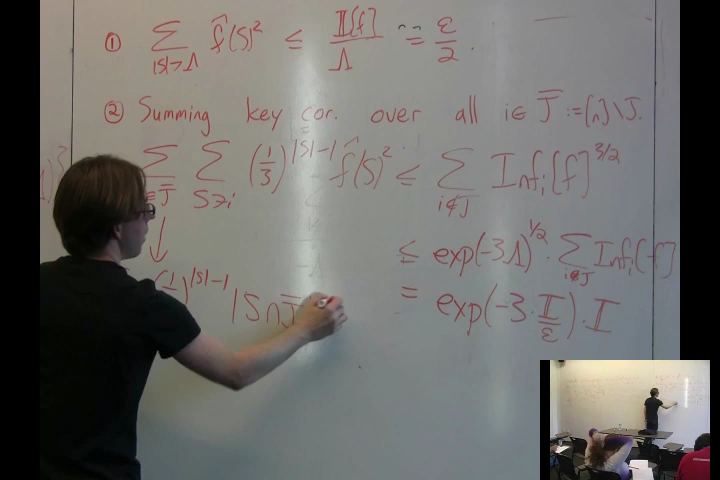 ① ∑_{|S|>Λ} f̂(S)² ≤ 𝕀[f]/Λ = ε/2.
② Summing key cor. over all i∈ J̄ := [n]\J.
∑_{∈J̄} ∑_{S∋i} (1/3)^{|S|-1} f̂(S)² ≤ ∑_{i∉J} Inf_i[f]^{3/2}
≤ exp(-3Λ)^{1/2} · ∑_{i∉J} Inf_i[f]
(1/)^{|S|-1} |S∩J̄ = exp(-3·𝕀/ε)·𝕀